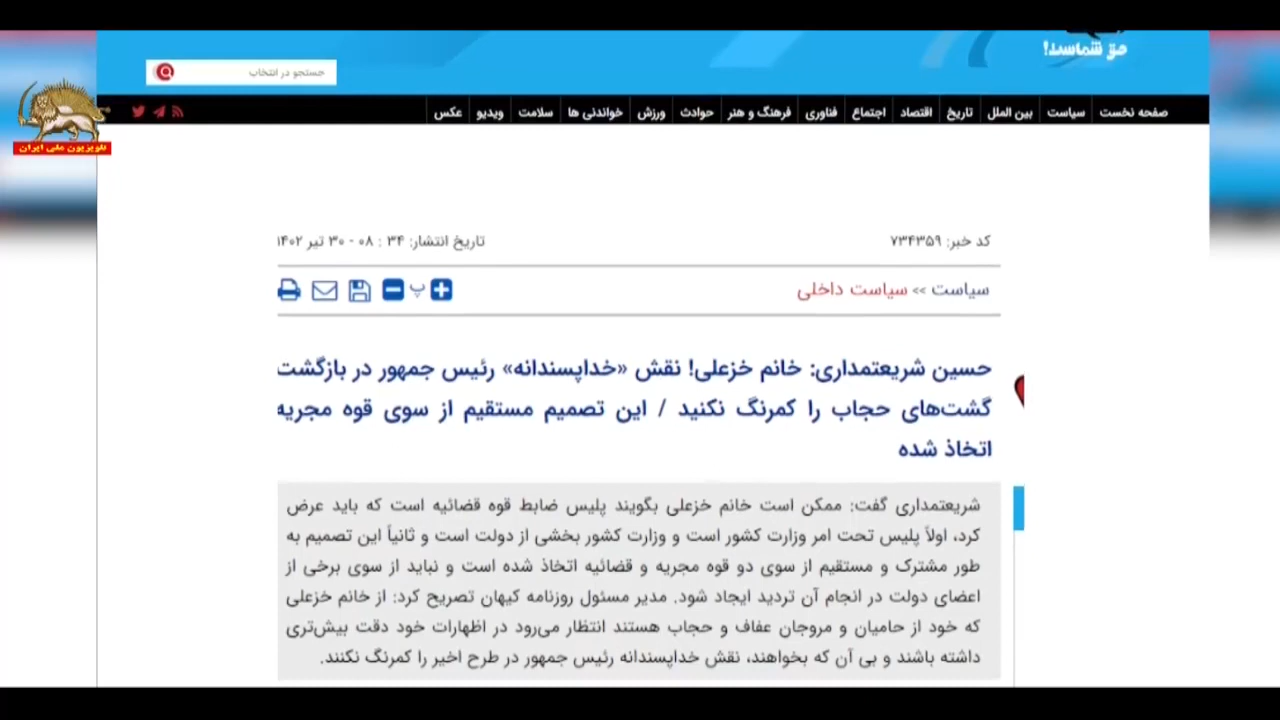 حق شماست!
جستجو در انتخاب
صفحه نخست سیاست بین الملل تاریخ اقتصاد اجتماع فناوری فرهنگ و هنر حوادث ورزش خواندنی ها سلامت ویدیو عکس
تلویزیون ملی ایران
کد خبر: ۷۳۴۳۵۹ تاریخ انتشار: ۳۴ : ۰۸ - ۳۰ تیر ۱۴۰۲
سیاست >> سیاست داخلی
پ
حسین شریعتمداری: خانم خزعلی! نقش «خداپسندانه» رئیس جمهور در بازگشت
گشت‌های حجاب را کمرنگ نکنید / این تصمیم مستقیم از سوی قوه مجریه
اتخاذ شده
شریعتمداری گفت: ممکن است خانم خزعلی بگویند پلیس ضابط قوه قضائیه است که باید عرض
کرد، اولاً پلیس تحت امر وزارت کشور است و وزارت کشور بخشی از دولت است و ثانیاً این تصمیم به
طور مشترک و مستقیم از سوی دو قوه مجریه و قضائیه اتخاذ شده است و نباید از سوی برخی از
اعضای دولت در انجام آن تردید ایجاد شود. مدیر مسئول روزنامه کیهان تصریح کرد: از خانم خزعلی
که خود از حامیان و مروجان عفاف و حجاب هستند انتظار می‌رود در اظهارات خود دقت بیش‌تری
داشته باشند و بی آن که بخواهند، نقش خداپسندانه رئیس جمهور در طرح اخیر را کمرنگ نکنند.